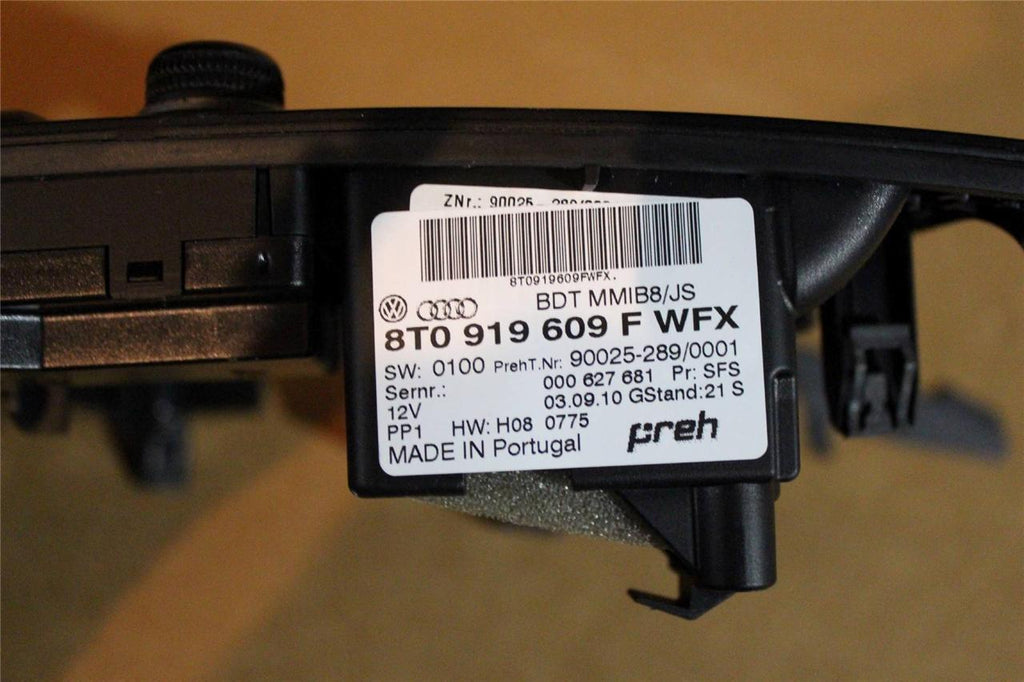 ZNr.: 90025-289/
8T0919609FWFX.
BDT MMIB8/JS
8T0 919 609 F WFX
SW: 0100 PrehT.Nr: 90025-289/0001
Sernr.: 000 627 681 Pr: SFS
12V 03.09.10 GStand:21 S
PP1 HW: H08 0775
MADE IN Portugal preh